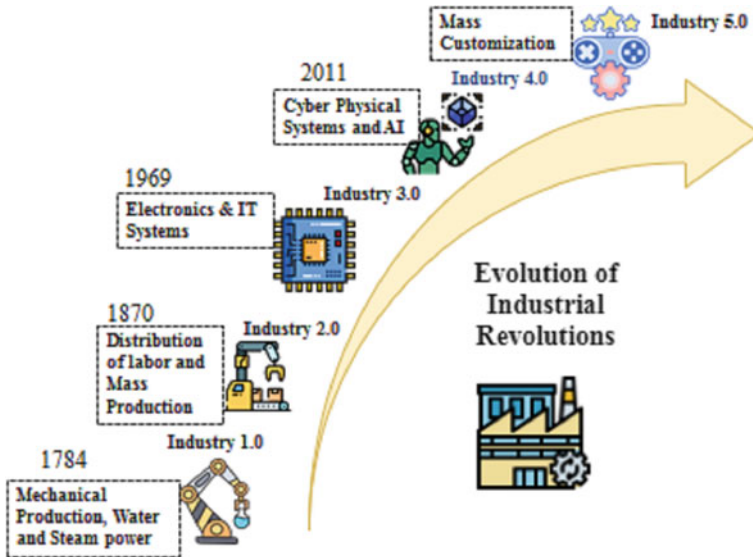 Mass
Customization
Industry 5.0
2011
Industry 4.0
Cyber Physical
Systems and AI
1969
Industry 3.0
Electronics & IT
Systems
Evolution of
Industrial
Revolutions
1870
Industry 2.0
Distribution
of labor and
Mass
Production
Industry 1.0
1784
Mechanical
Production, Water
and Steam power